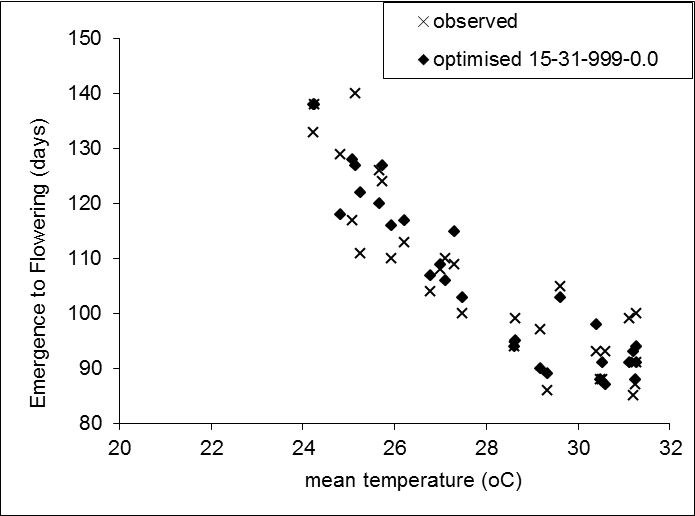 observed
optimised 15-31-999-0.0
150
140
130
120
110
100
90
80
Emergence to Flowering (days)
20 22 24 26 28 30 32
mean temperature (oC)